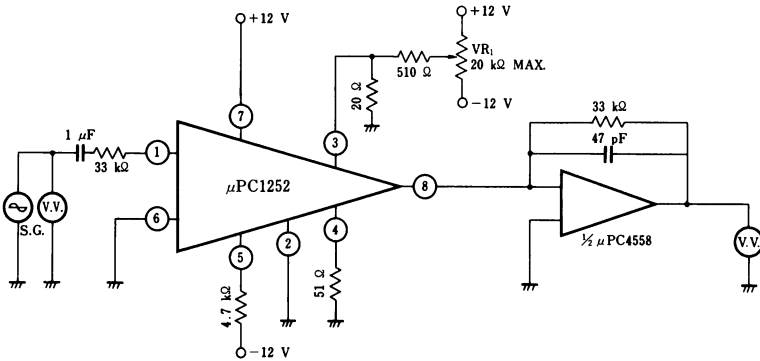 +12 V
+12 V
VR₁
20 kΩ MAX.
510 Ω
20 Ω
-12 V
33 kΩ
47 pF
7
3
1 μF
33 kΩ
1
μPC1252
8
S.G.
V.V.
6
5
2
4
½ μPC4558
V.V.
4.7 kΩ
51 Ω
-12 V